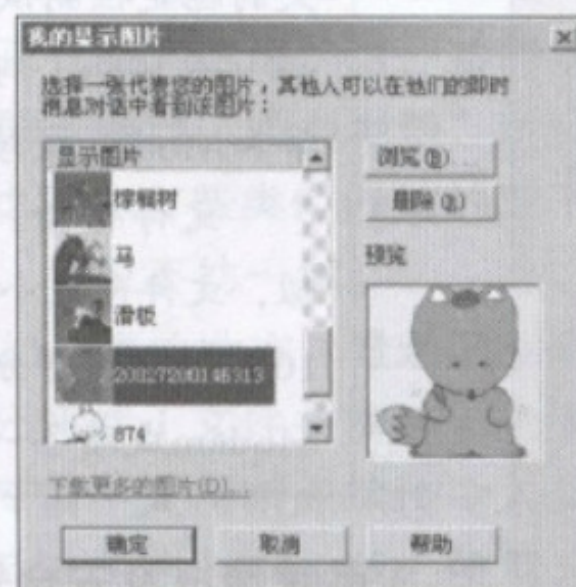 我的显示图片
选择一张代表您的图片，其他人可以在他们的即时
消息对话中看到该图片：
显示图片
浏览(B)...
删除
棕榈树
预览
马
滑板
874
下载更多的图片(D)...
确定
取消
帮助